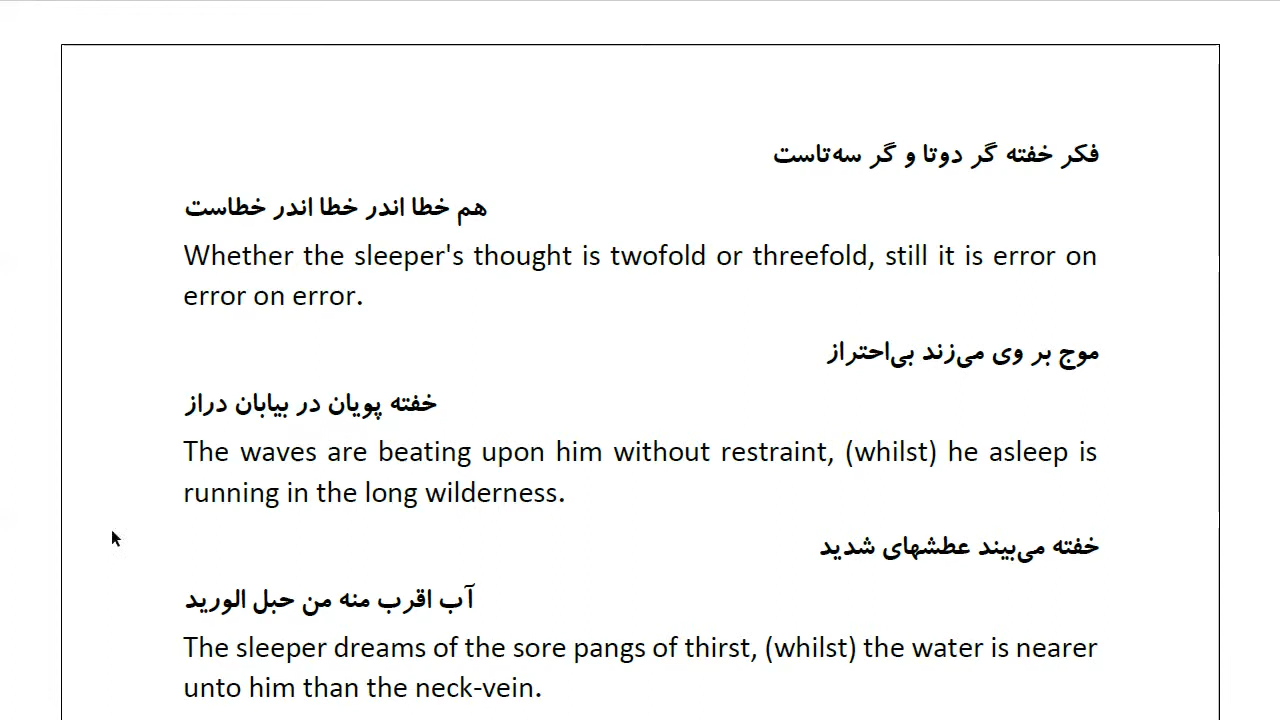 فکر خفته گر دوتا و گر سه‌تاست
هم خطا اندر خطا اندر خطاست
Whether the sleeper's thought is twofold or threefold, still it is error on
error on error.
موج بر وی می‌زند بی‌احتراز
خفته پویان در بیابان دراز
The waves are beating upon him without restraint, (whilst) he asleep is
running in the long wilderness.
خفته می‌بیند عطشهای شدید
آب اقرب منه من حبل الورید
The sleeper dreams of the sore pangs of thirst, (whilst) the water is nearer
unto him than the neck-vein.